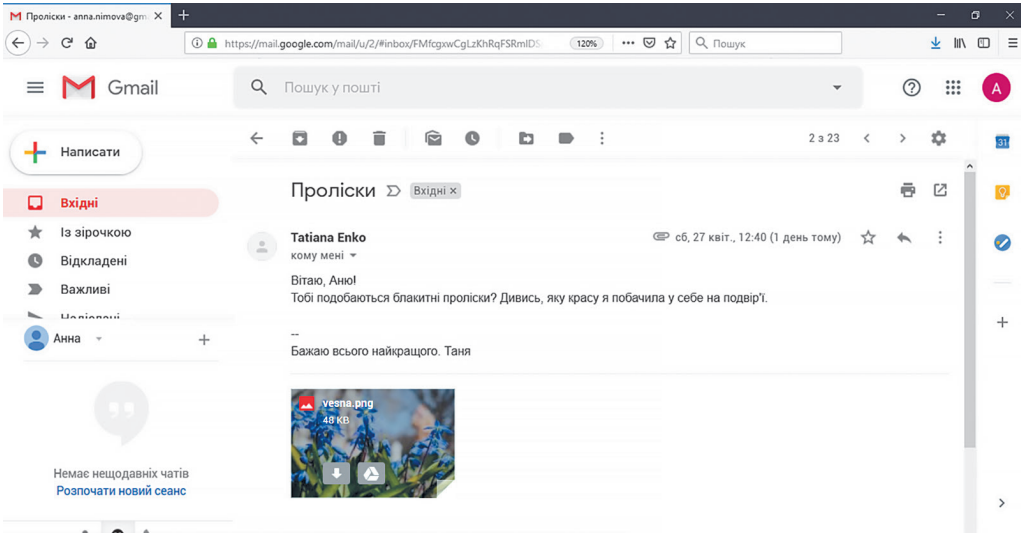 Проліски - anna.nimova@gm
https://mail.google.com/mail/u/2/#inbox/FMfcgxwCgLzKhRqFSRmIDS
120%
Пошук
Gmail
Пошук у пошті
A
Написати
2 з 23
31
Вхідні
Із зірочкою
Відкладені
Важливі
Надіслані
Анна
Немає нещодавніх чатів
Розпочати новий сеанс
Проліски
Вхідні ×
Tatiana Enko
сб, 27 квіт., 12:40 (1 день тому)
кому мені
Вітаю, Аню!
Тобі подобаються блакитні проліски? Дивись, яку красу я побачила у себе на подвір'ї.
--
Бажаю всього найкращого. Таня
vesna.png
48 KB